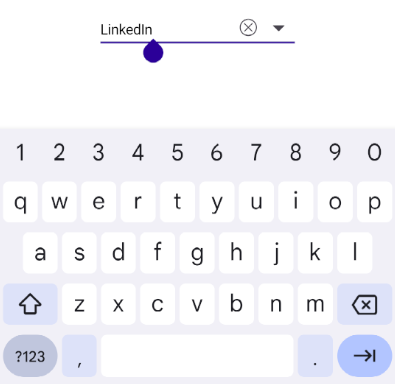 LinkedIn
1 2 3 4 5 6 7 8 9 0
q w e r t y u i o p
a s d f g h j k l
z x c v b n m
?123 , .